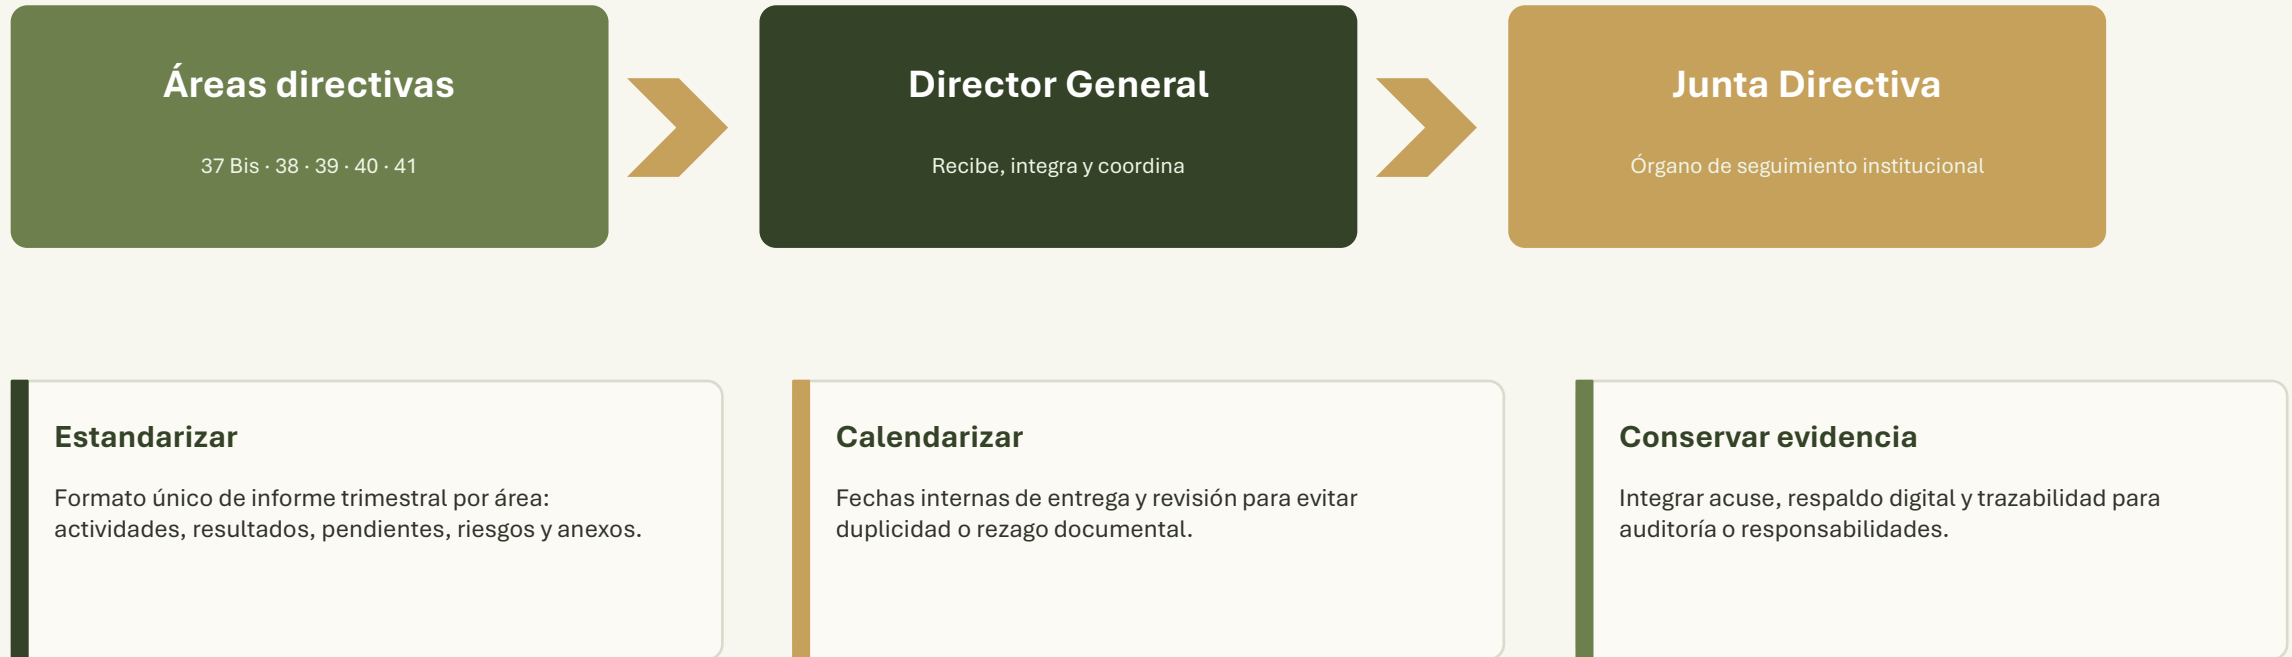 Áreas directivas
37 Bis · 38 · 39 · 40 · 41
Director General
Recibe, integra y coordina
Junta Directiva
Órgano de seguimiento institucional
Estandarizar
Formato único de informe trimestral por área:
actividades, resultados, pendientes, riesgos y anexos.
Calendarizar
Fechas internas de entrega y revisión para evitar
duplicidad o rezago documental.
Conservar evidencia
Integrar acuse, respaldo digital y trazabilidad para
auditoría o responsabilidades.